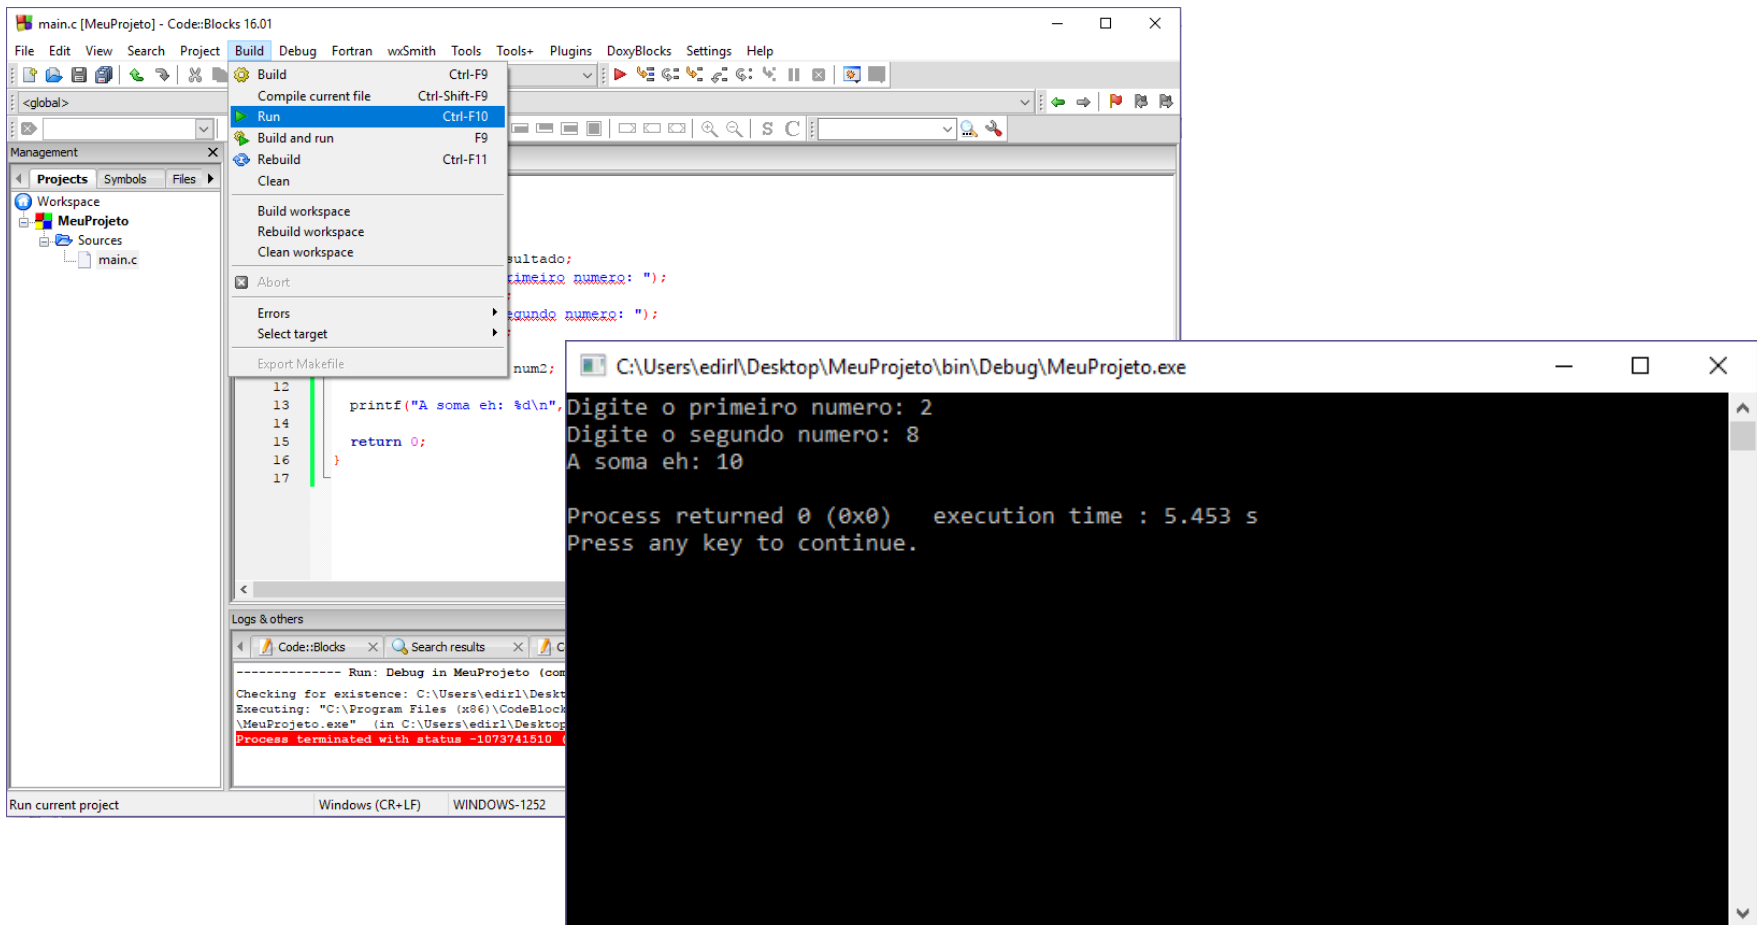 main.c [MeuProjeto] - Code::Blocks 16.01
File Edit View Search Project Build Debug Fortran wxSmith Tools Tools+ Plugins DoxyBlocks Settings Help
<global>
Build Ctrl-F9
Compile current file Ctrl-Shift-F9
Run Ctrl-F10
Build and run F9
Rebuild Ctrl-F11
Clean
Build workspace
Rebuild workspace
Clean workspace
Abort
Errors
Select target
Export Makefile
S C
Management
Projects Symbols Files
Workspace
MeuProjeto
Sources
main.c
sultado;
rimeiro numero: ");
;
egundo numero: ");
;
num2;
12
13 printf("A soma eh: %d\n",
14
15 return 0;
16 }
17
Logs & others
Code::Blocks Search results C
-------------- Run: Debug in MeuProjeto (com
Checking for existence: C:\Users\edirl\Deskt
Executing: "C:\Program Files (x86)\CodeBlock
\MeuProjeto.exe" (in C:\Users\edirl\Desktop
Process terminated with status -1073741510 (
Run current project Windows (CR+LF) WINDOWS-1252
C:\Users\edirl\Desktop\MeuProjeto\bin\Debug\MeuProjeto.exe
Digite o primeiro numero: 2
Digite o segundo numero: 8
A soma eh: 10
Process returned 0 (0x0) execution time : 5.453 s
Press any key to continue.